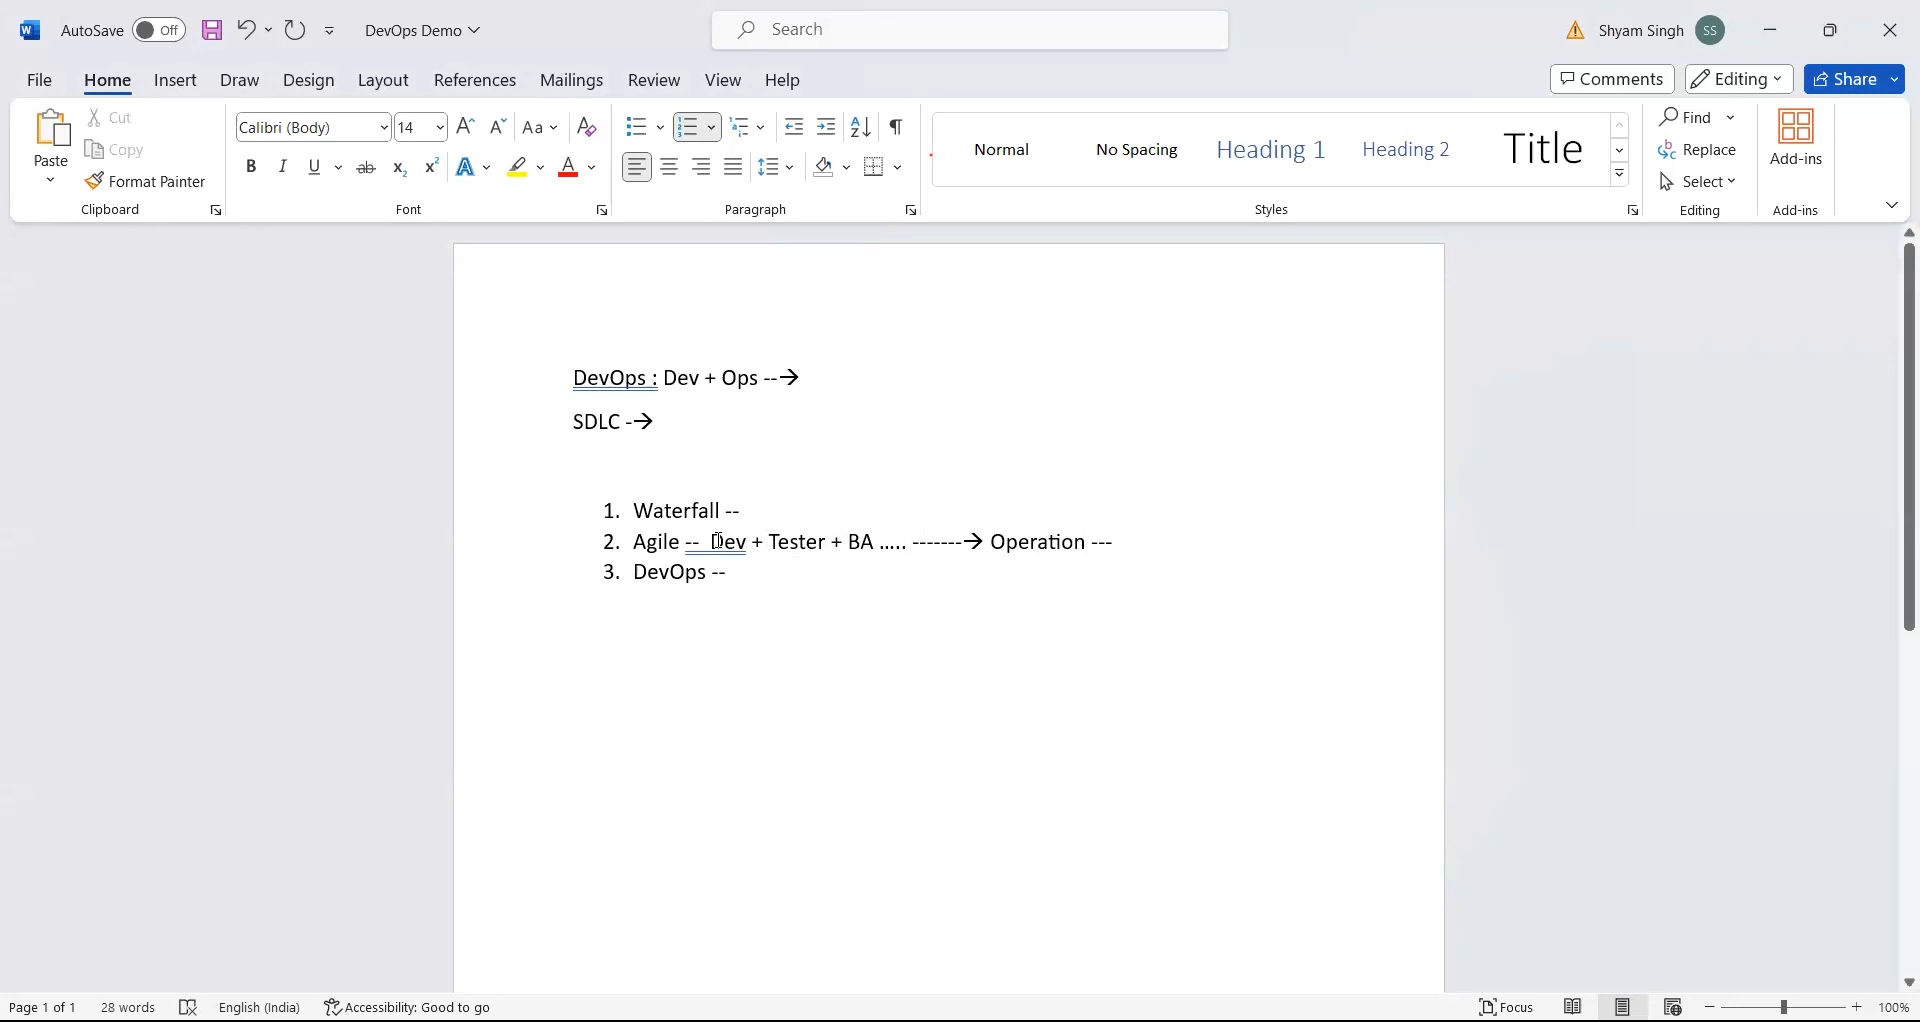 AutoSave Off DevOps Demo Search Shyam Singh SS
File Home Insert Draw Design Layout References Mailings Review View Help Comments Editing Share
Paste Cut Copy Format Painter Clipboard
Calibri (Body) 14 Aa B I U ab x₂ x² A A Font
Paragraph
Normal No Spacing Heading 1 Heading 2 Title Styles
Find Replace Select Editing
Add-ins Add-ins
DevOps : Dev + Ops --→
SDLC -→
1. Waterfall --
2. Agile -- Dev + Tester + BA ….. -------→ Operation ---
3. DevOps --
Page 1 of 1 28 words English (India) Accessibility: Good to go Focus 100%